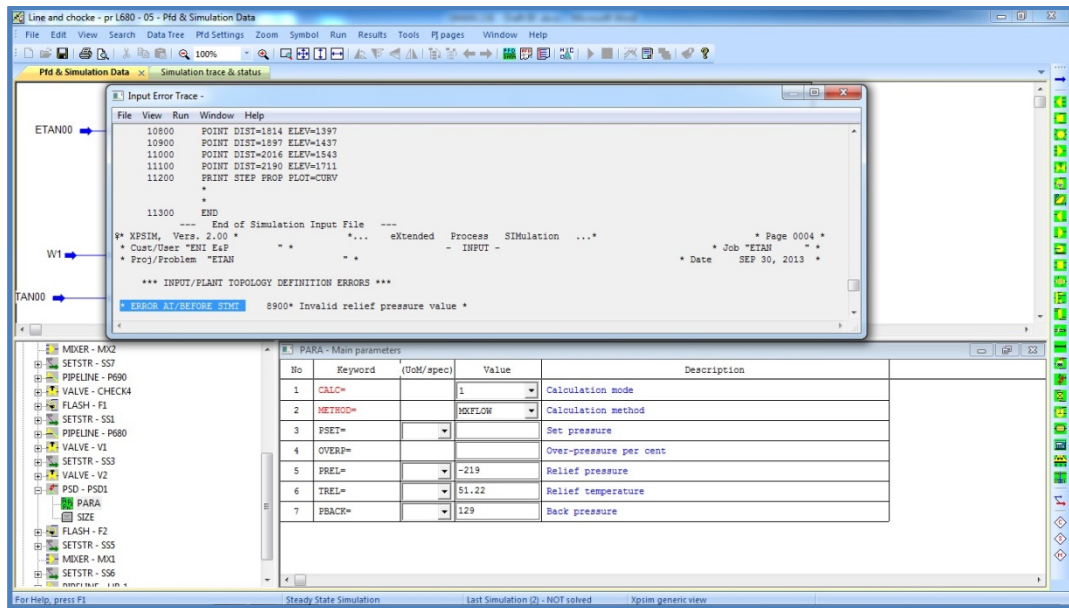 Line and chocke - pr L680 - 05 - Pfd & Simulation Data
File Edit View Search Data Tree Pfd Settings Zoom Symbol Run Results Tools PJ pages Window Help
100%
Pfd & Simulation Data x Simulation trace & status
Input Error Trace -
File View Run Window Help
10800 POINT DIST=1814 ELEV=1397
10900 POINT DIST=1897 ELEV=1437
11000 POINT DIST=2016 ELEV=1543
11100 POINT DIST=2190 ELEV=1711
11200 PRINT STEP PROP PLOT=CURV
*
*
11300 END
--- End of Simulation Input File ---
* XPSIM, Vers. 2.00 * *... eXtended Process SIMulation ...* * Page 0004 *
* Cust/User "ENI E&P " * - INPUT - * Job "ETAN " *
* Proj/Problem "ETAN " * * Date SEP 30, 2013 *
*** INPUT/PLANT TOPOLOGY DEFINITION ERRORS ***
* ERROR AT/BEFORE STMT 8900* Invalid relief pressure value *
ETAN00
W1
TAN00
MIXER - MX2
SETSTR - SS7
PIPELINE - P690
VALVE - CHECK4
FLASH - F1
SETSTR - SS1
PIPELINE - P680
VALVE - V1
SETSTR - SS3
VALVE - V2
PSD - PSD1
PARA
SIZE
FLASH - F2
SETSTR - SS5
MIXER - MX1
SETSTR - SS6
PARA - Main parameters
No Keyword (UoM/spec) Value Description
1 CALC= 1 Calculation mode
2 METHOD= MXFLOW Calculation method
3 PSET= Set pressure
4 OVERP= Over-pressure per cent
5 PREL= -219 Relief pressure
6 TREL= 51.22 Relief temperature
7 PBACK= 129 Back pressure
For Help, press F1 Steady State Simulation Last Simulation (2) - NOT solved Xpsim generic view